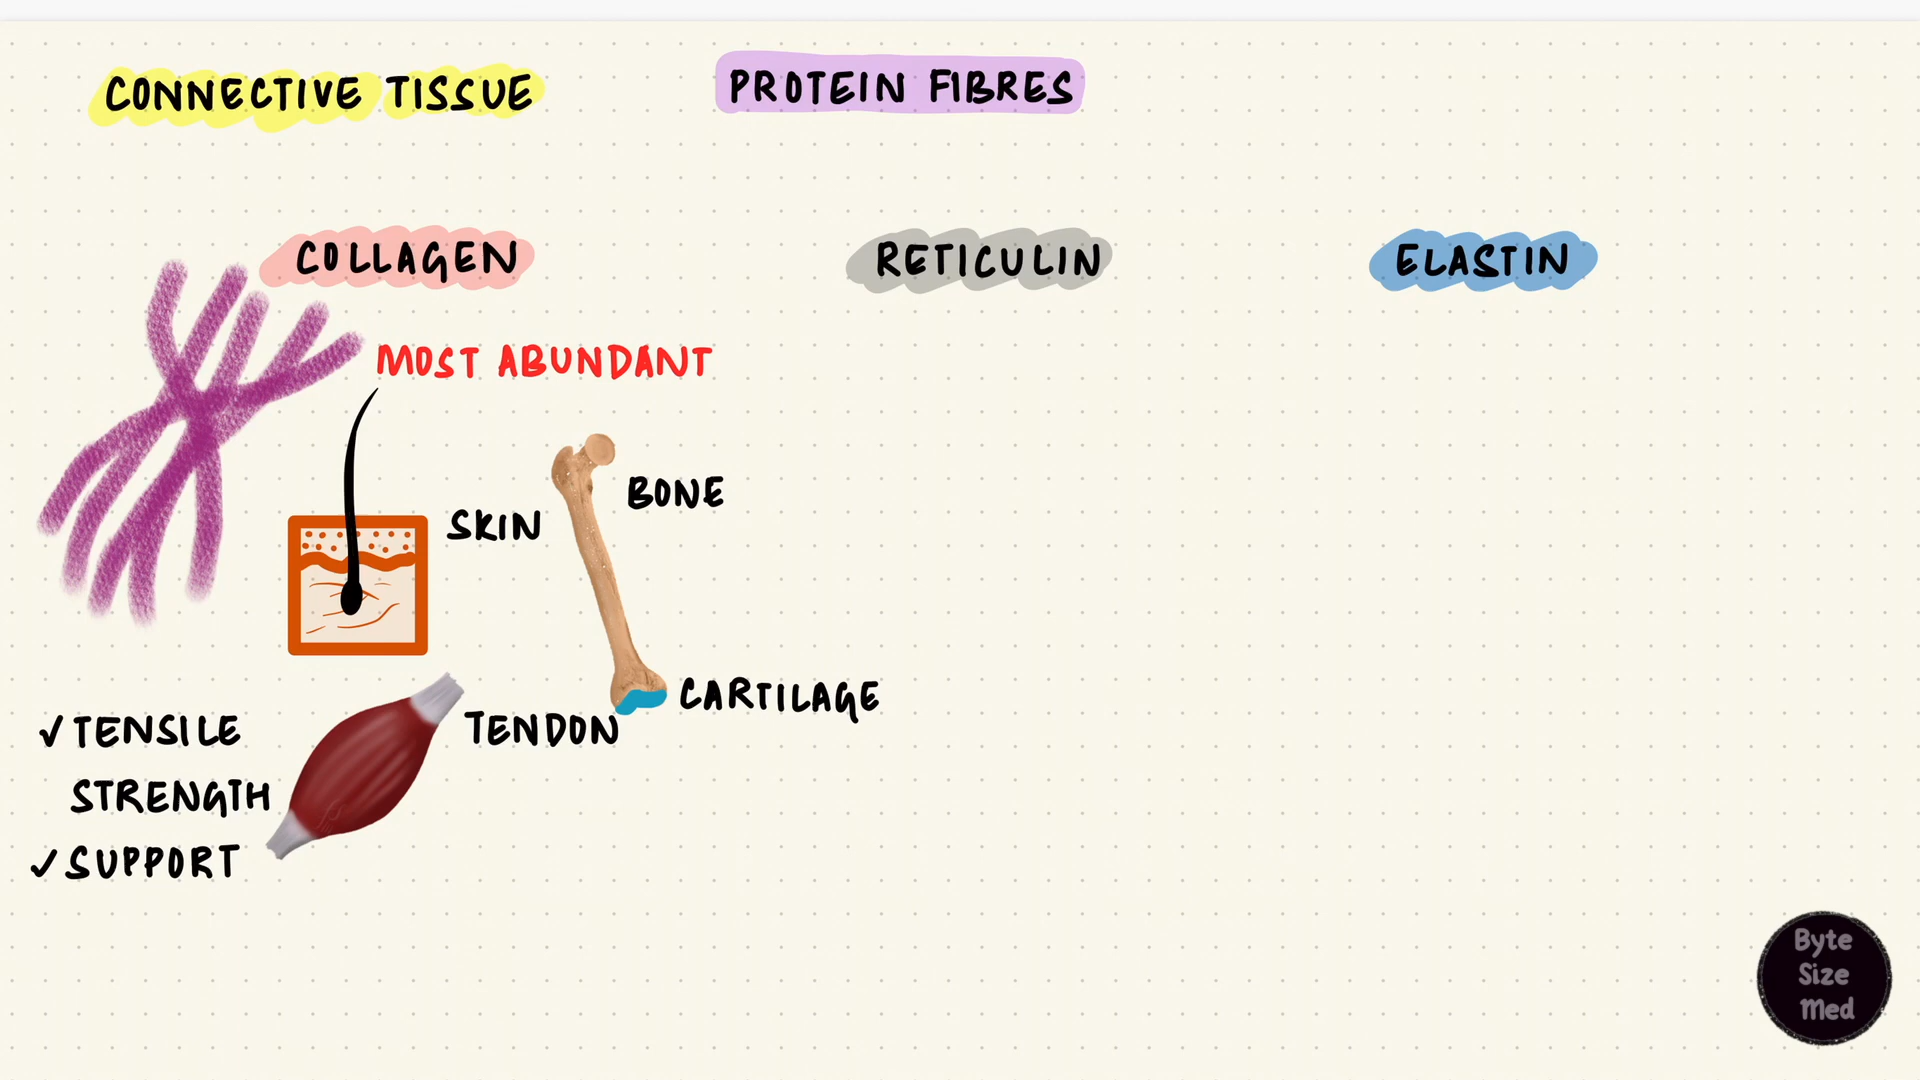 CONNECTIVE TISSUE
PROTEIN FIBRES
COLLAGEN
RETICULIN
ELASTIN
MOST ABUNDANT
BONE
SKIN
CARTILAGE
TENDON
✓ TENSILE
STRENGTH
✓ SUPPORT
Byte
Size
Med